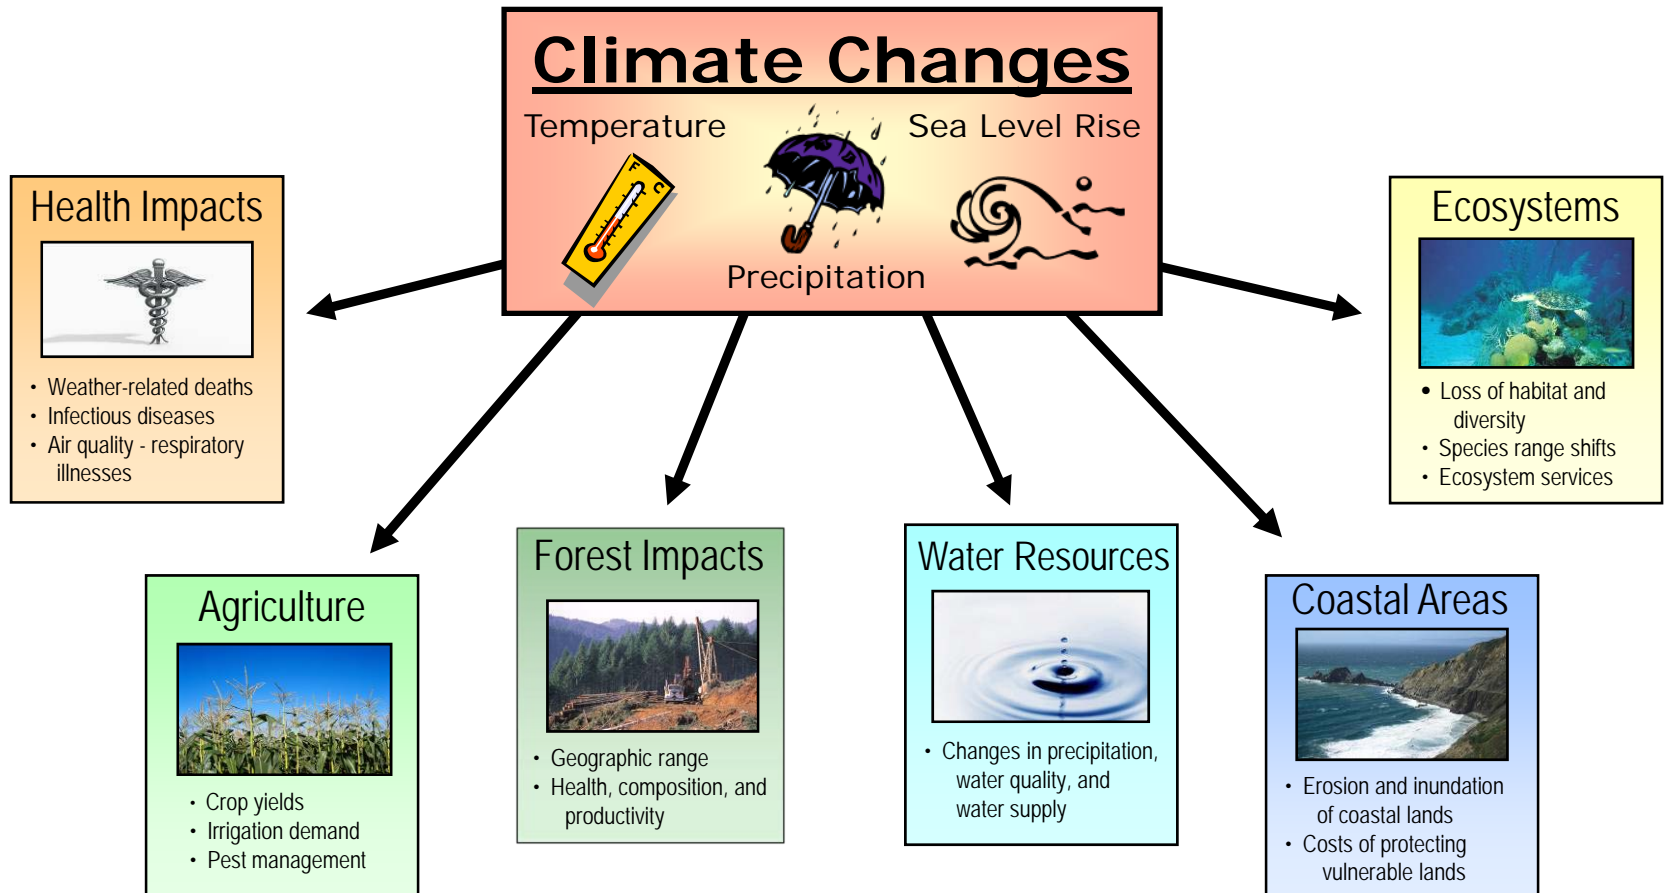 Climate Changes
Temperature
Sea Level Rise
F
C
Precipitation
Health Impacts
• Weather-related deaths
• Infectious diseases
• Air quality - respiratory
illnesses
Ecosystems
• Loss of habitat and
diversity
• Species range shifts
• Ecosystem services
Agriculture
• Crop yields
• Irrigation demand
• Pest management
Forest Impacts
• Geographic range
• Health, composition, and
productivity
Water Resources
• Changes in precipitation,
water quality, and
water supply
Coastal Areas
• Erosion and inundation
of coastal lands
• Costs of protecting
vulnerable lands